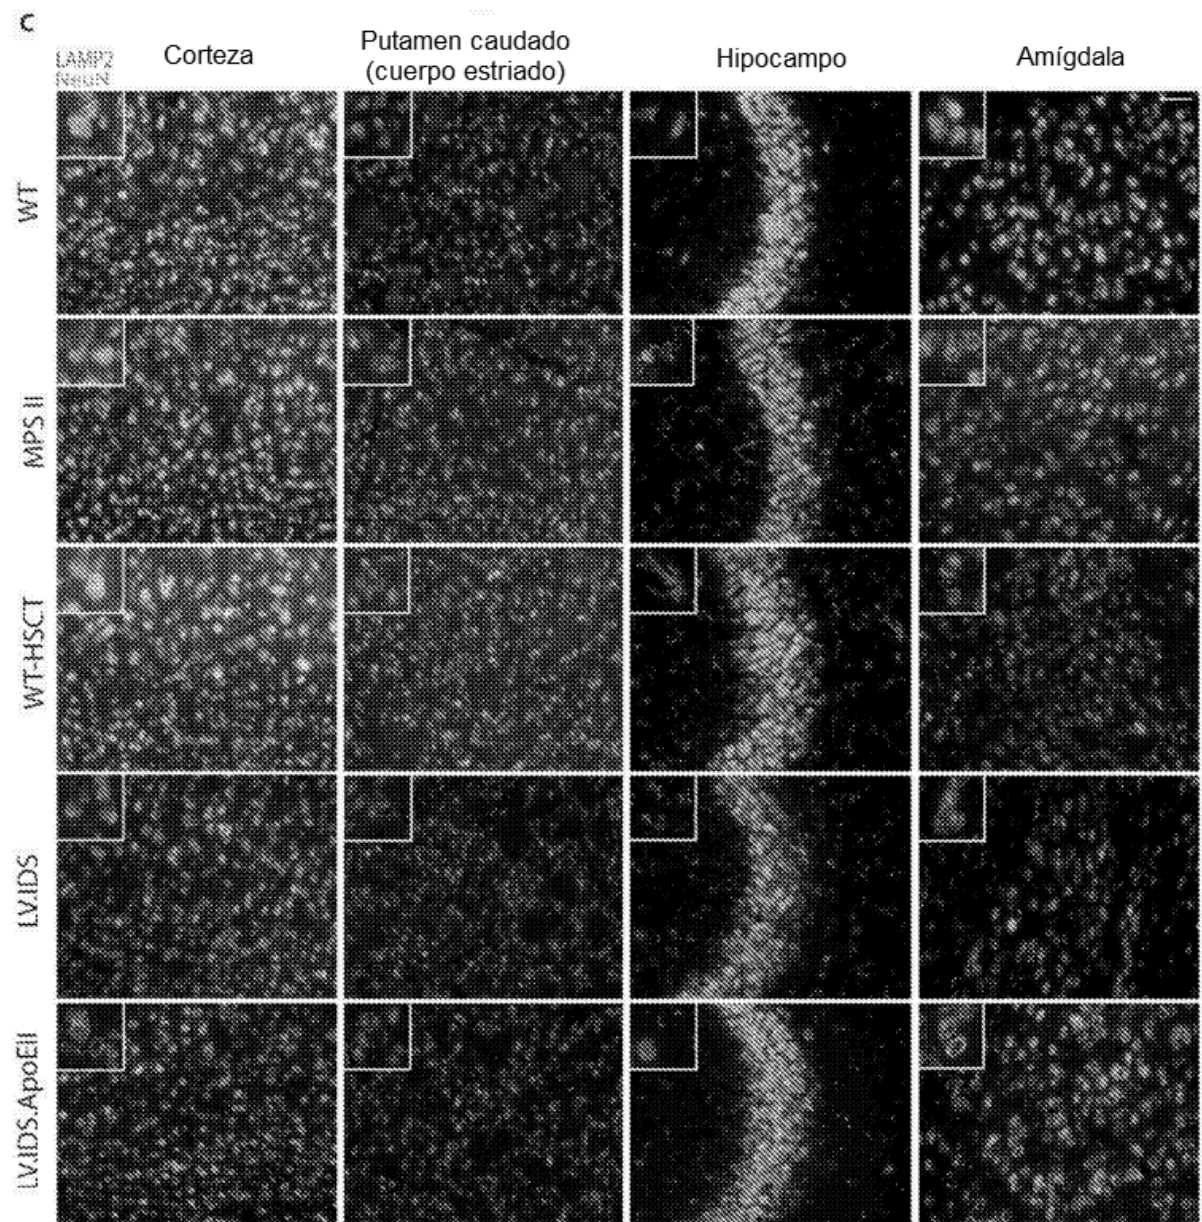 C
LAMP2
NeuN
Corteza
Putamen caudado
(cuerpo estriado)
Hipocampo
Amígdala
WT
MPS II
WT-HSCT
LV.IDS
LV.IDS.ApoEII